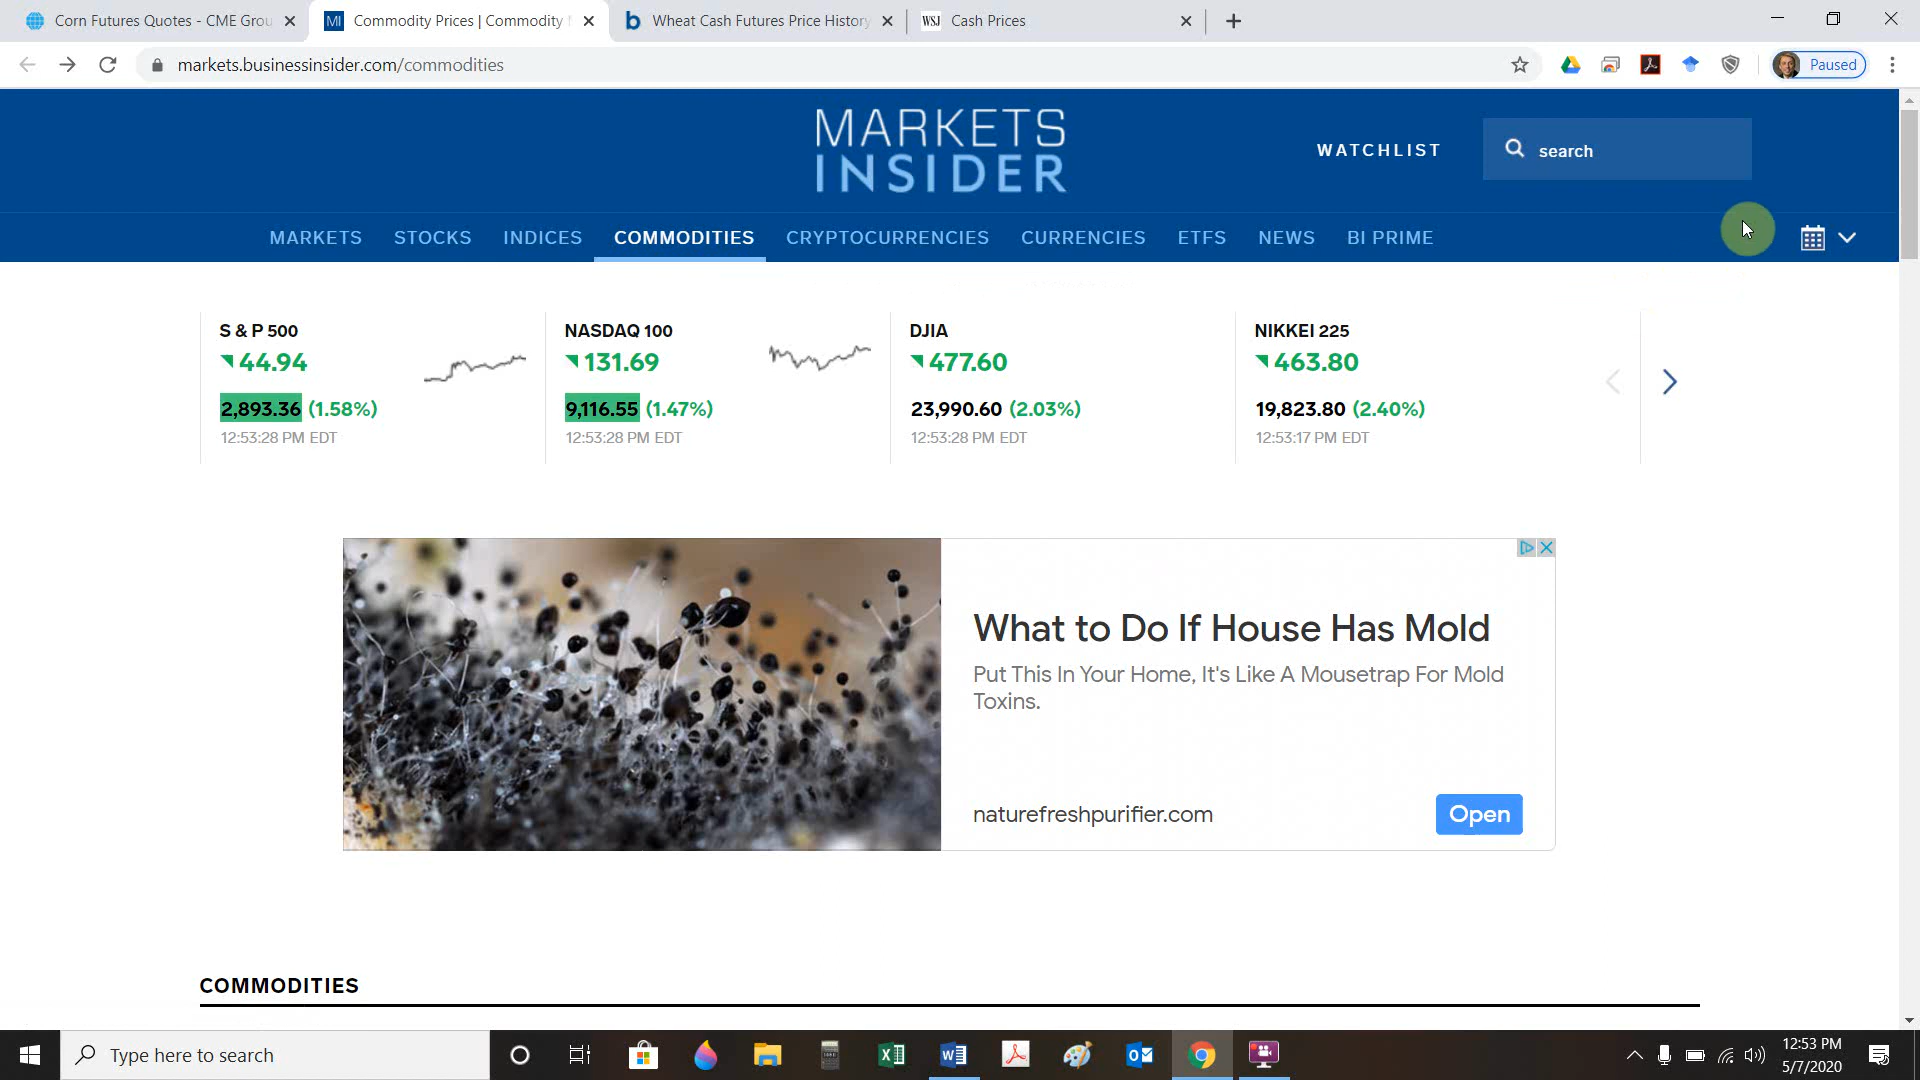 Corn Futures Quotes - CME Grou
Commodity Prices | Commodity
Wheat Cash Futures Price History
WSJ Cash Prices
markets.businessinsider.com/commodities
Paused
MARKETS
INSIDER
WATCHLIST
search
MARKETS STOCKS INDICES COMMODITIES CRYPTOCURRENCIES CURRENCIES ETFS NEWS BI PRIME
S & P 500
44.94
2,893.36 (1.58%)
12:53:28 PM EDT
NASDAQ 100
131.69
9,116.55 (1.47%)
12:53:28 PM EDT
DJIA
477.60
23,990.60 (2.03%)
12:53:28 PM EDT
NIKKEI 225
463.80
19,823.80 (2.40%)
12:53:17 PM EDT
What to Do If House Has Mold
Put This In Your Home, It's Like A Mousetrap For Mold
Toxins.
naturefreshpurifier.com
Open
COMMODITIES
Type here to search
12:53 PM
5/7/2020